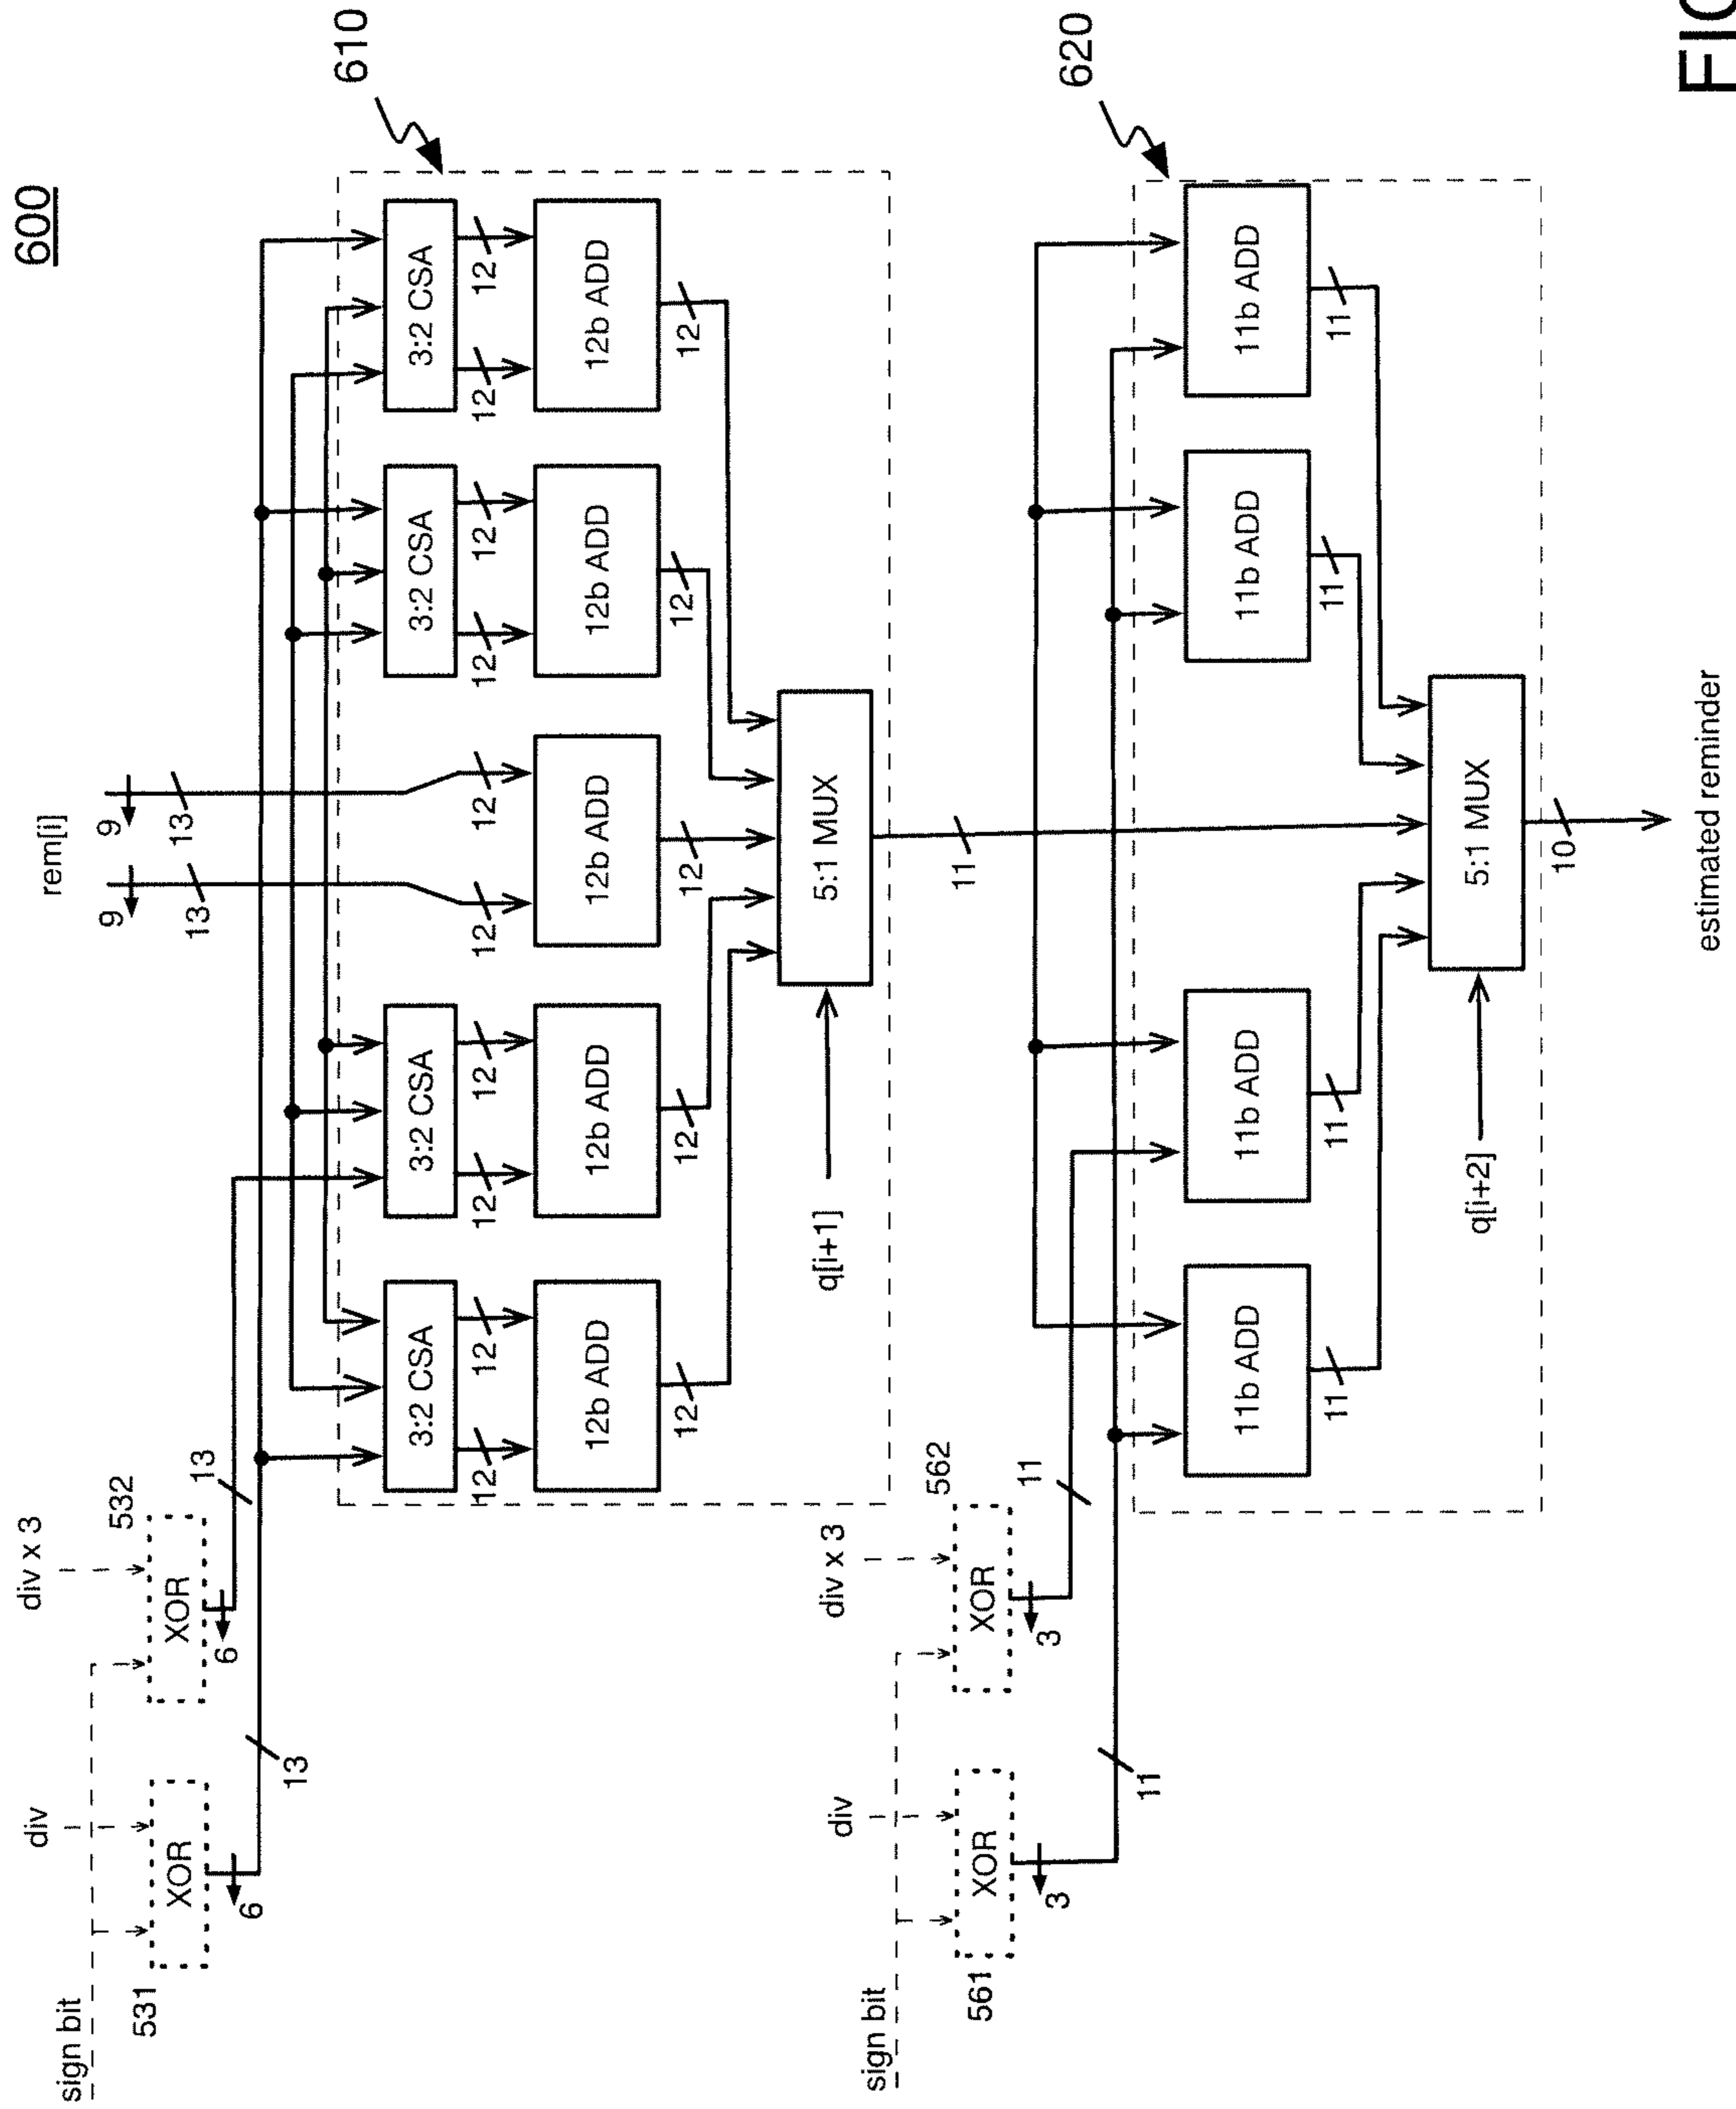 600
sign bit
div
div x 3
rem[i]
531
XOR
XOR
532
9
9
13
13
6
6
13
13
610
3:2 CSA
3:2 CSA
3:2 CSA
3:2 CSA
12
12
12
12
12
12
12
12
12
12
12b ADD
12b ADD
12b ADD
12b ADD
12b ADD
12
12
12
12
12
q[i+1]
5:1 MUX
sign bit
div
div x 3
11
561
XOR
XOR
562
3
3
11
11
620
11b ADD
11b ADD
11b ADD
11b ADD
11
11
11
11
q[i+2]
5:1 MUX
10
estimated reminder